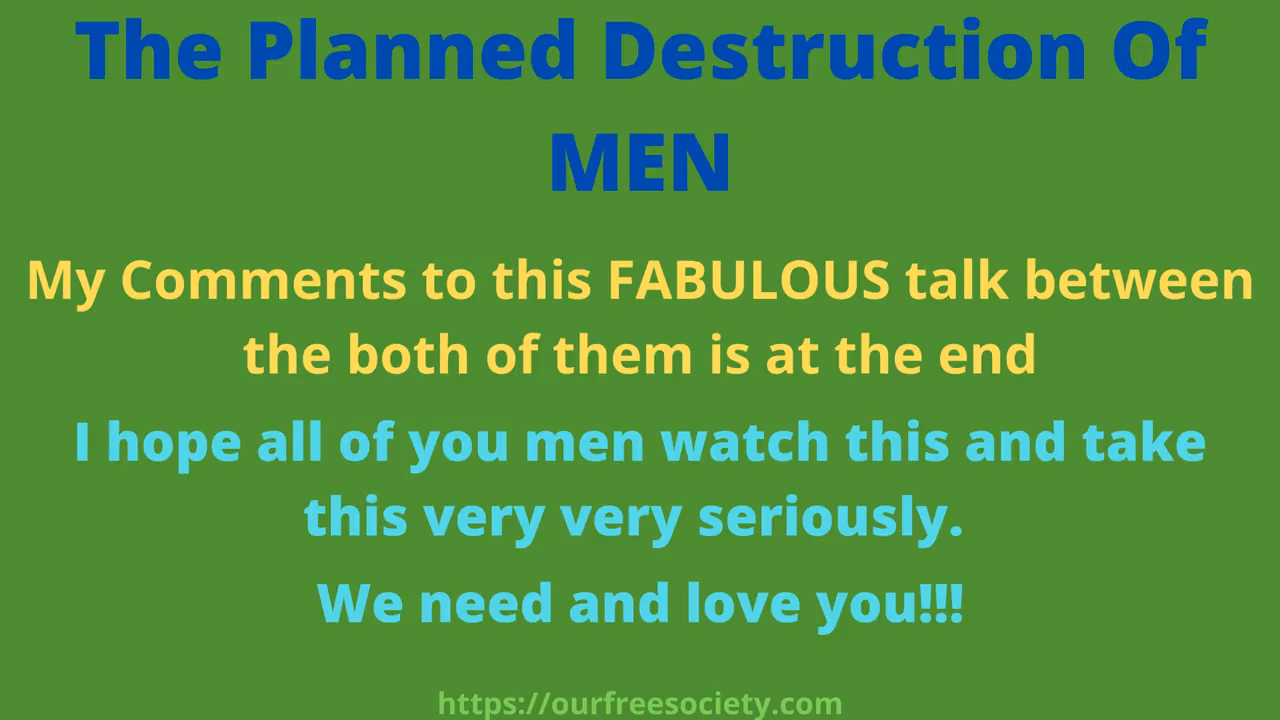 The Planned Destruction Of
MEN
My Comments to this FABULOUS talk between
the both of them is at the end
I hope all of you men watch this and take
this very very seriously.
We need and love you!!!
https://ourfreesociety.com